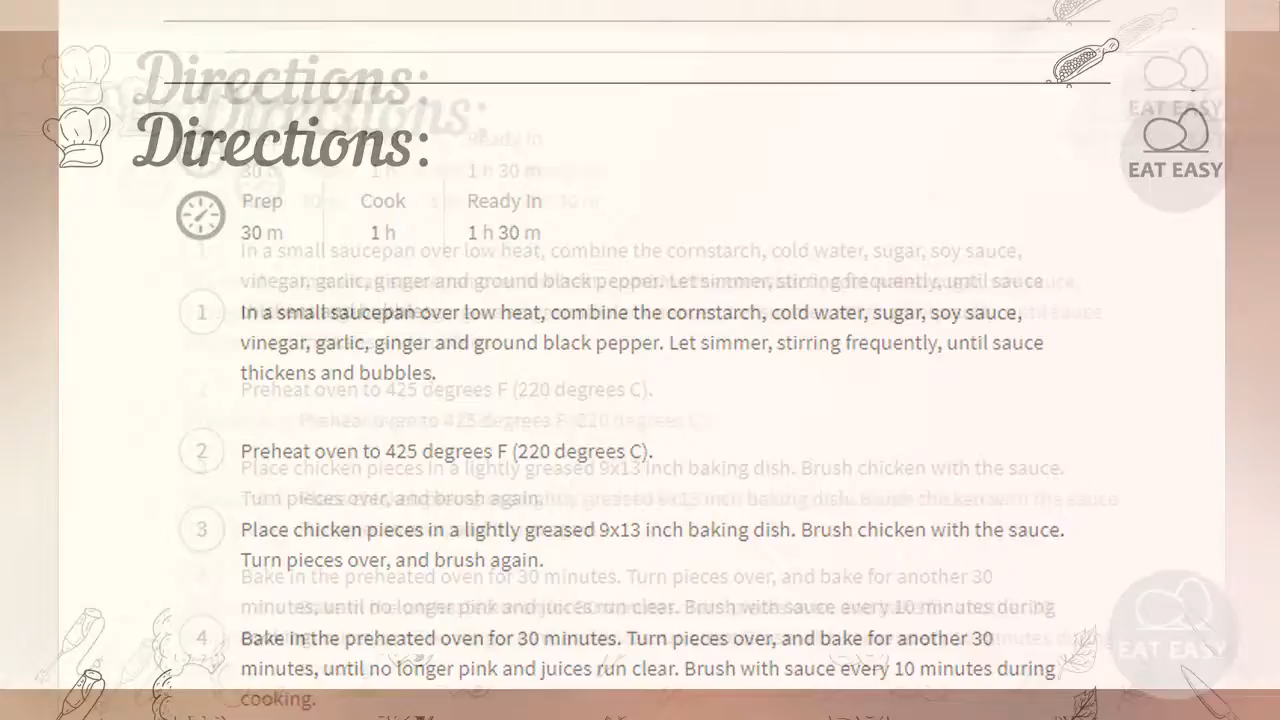 Directions:
EAT EASY
Prep Cook Ready In
30 m 1 h 1 h 30 m
1 In a small saucepan over low heat, combine the cornstarch, cold water, sugar, soy sauce,
vinegar, garlic, ginger and ground black pepper. Let simmer, stirring frequently, until sauce
thickens and bubbles.
2 Preheat oven to 425 degrees F (220 degrees C).
3 Place chicken pieces in a lightly greased 9x13 inch baking dish. Brush chicken with the sauce.
Turn pieces over, and brush again.
4 Bake in the preheated oven for 30 minutes. Turn pieces over, and bake for another 30
minutes, until no longer pink and juices run clear. Brush with sauce every 10 minutes during
cooking.
EAT EASY